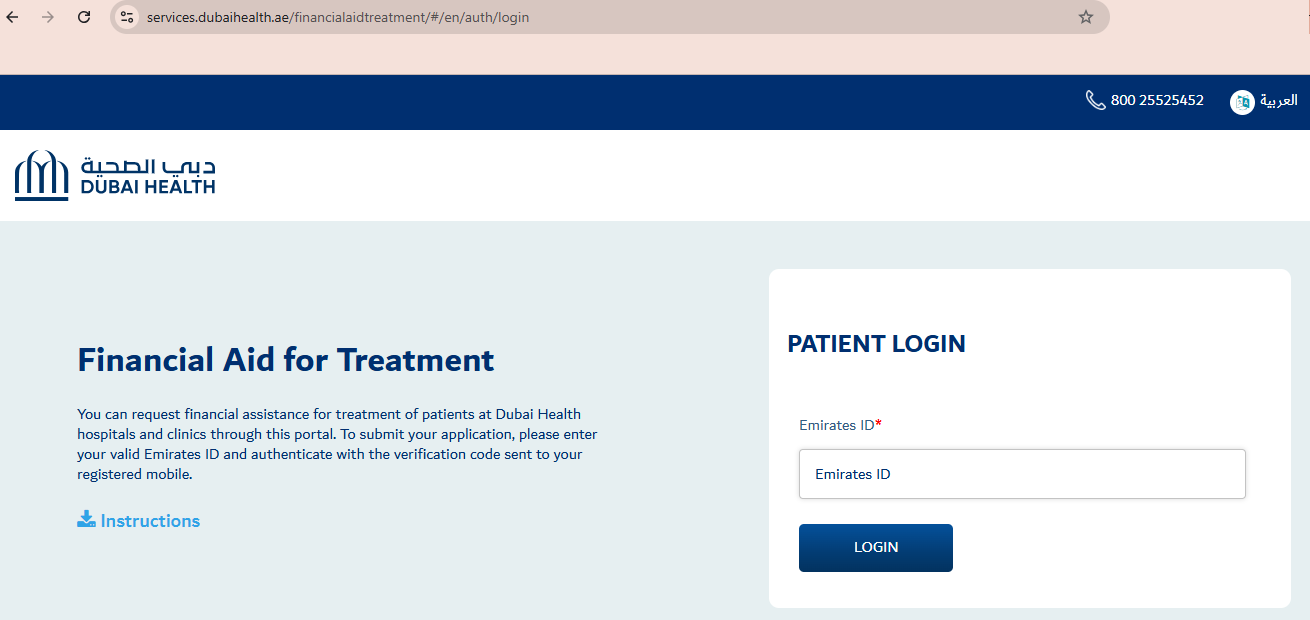 services.dubaihealth.ae/financialaidtreatment/#/en/auth/login
800 25525452
العربية
دبي الصحية
DUBAI HEALTH
Financial Aid for Treatment
You can request financial assistance for treatment of patients at Dubai Health
hospitals and clinics through this portal. To submit your application, please enter
your valid Emirates ID and authenticate with the verification code sent to your
registered mobile.
Instructions
PATIENT LOGIN
Emirates ID*
Emirates ID
LOGIN